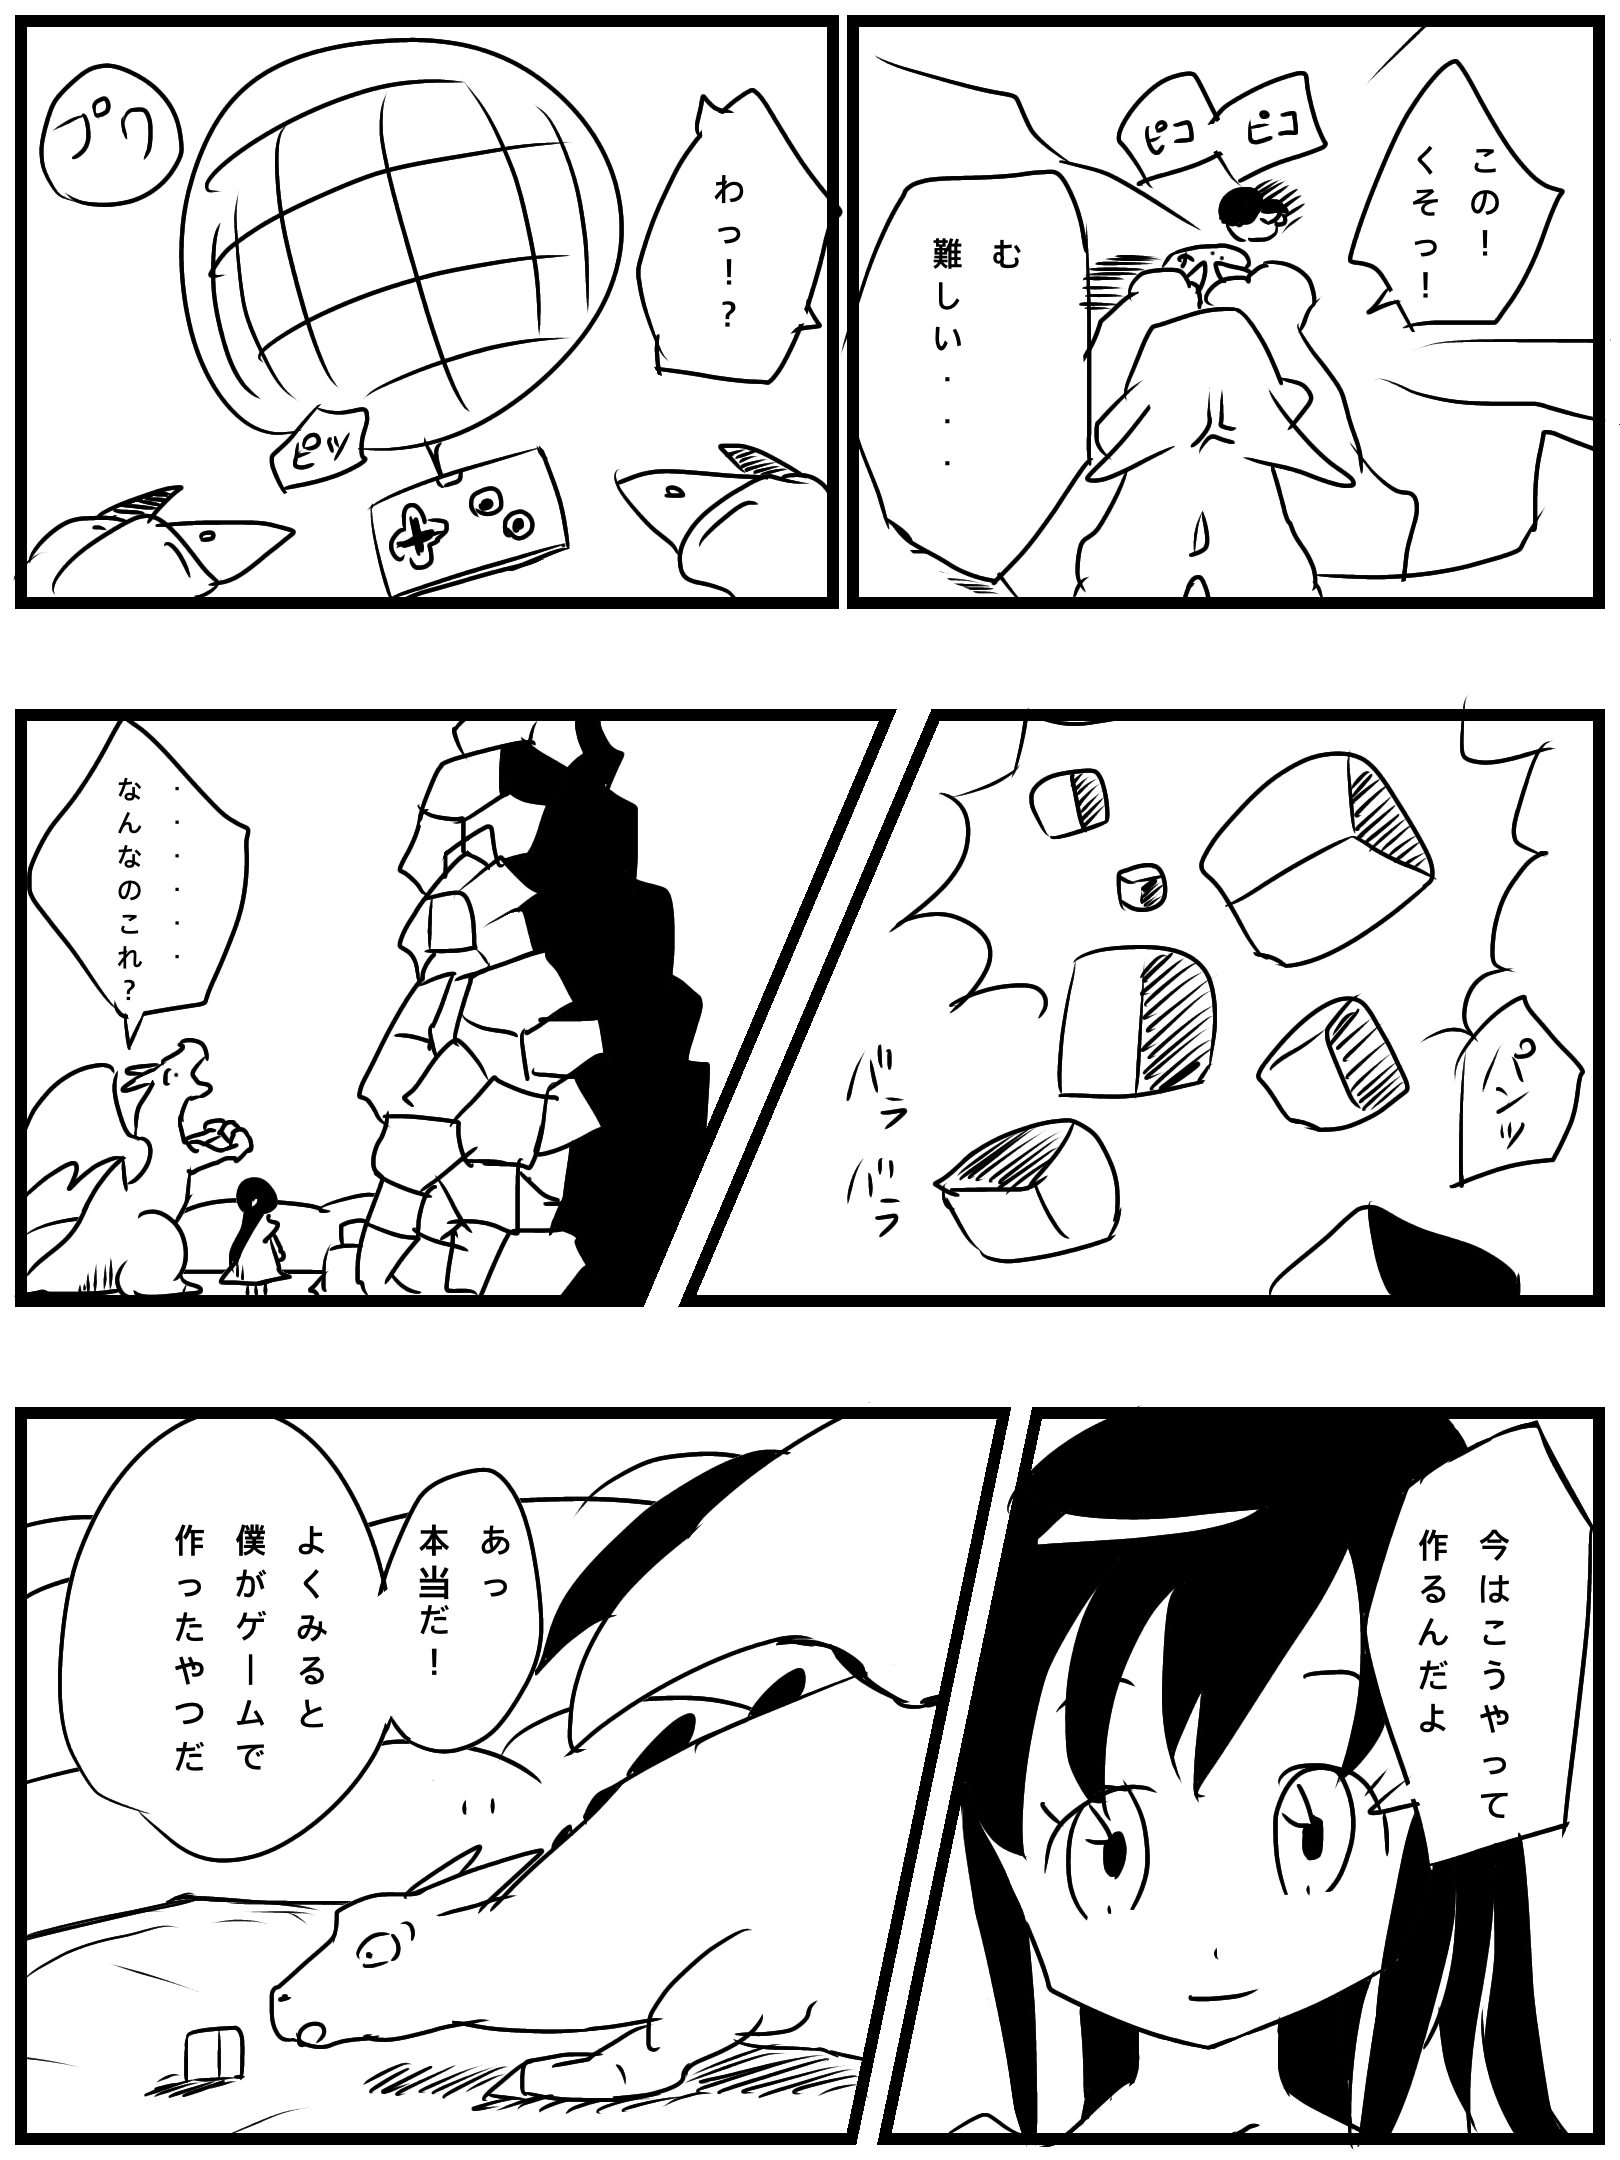 この！
くそっ！
ピコ
ピコ
む
難しい．．．
わっ！？
ピッ
プク
パンッ
バラ
バラ
．．．．．．
なんなのこれ？
今はこうやって
作るんだよ
あっ
本当だ！
よくみると
僕がゲームで
作ったやつだ